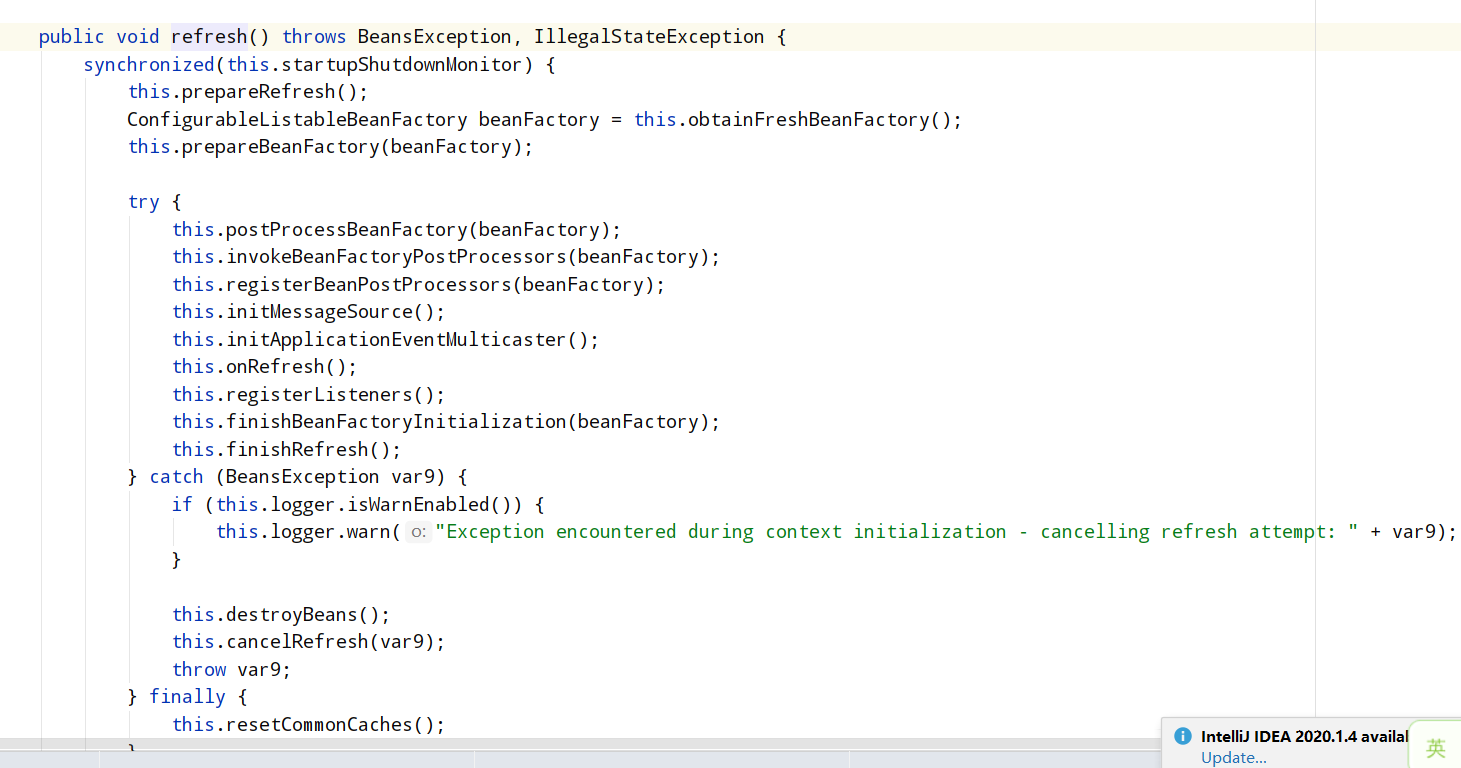 public void refresh() throws BeansException, IllegalStateException {
synchronized(this.startupShutdownMonitor) {
this.prepareRefresh();
ConfigurableListableBeanFactory beanFactory = this.obtainFreshBeanFactory();
this.prepareBeanFactory(beanFactory);
try {
this.postProcessBeanFactory(beanFactory);
this.invokeBeanFactoryPostProcessors(beanFactory);
this.registerBeanPostProcessors(beanFactory);
this.initMessageSource();
this.initApplicationEventMulticaster();
this.onRefresh();
this.registerListeners();
this.finishBeanFactoryInitialization(beanFactory);
this.finishRefresh();
} catch (BeansException var9) {
if (this.logger.isWarnEnabled()) {
this.logger.warn( o: "Exception encountered during context initialization - cancelling refresh attempt: " + var9);
}
this.destroyBeans();
this.cancelRefresh(var9);
throw var9;
} finally {
this.resetCommonCaches();
}
IntelliJ IDEA 2020.1.4 availal
Update...
英